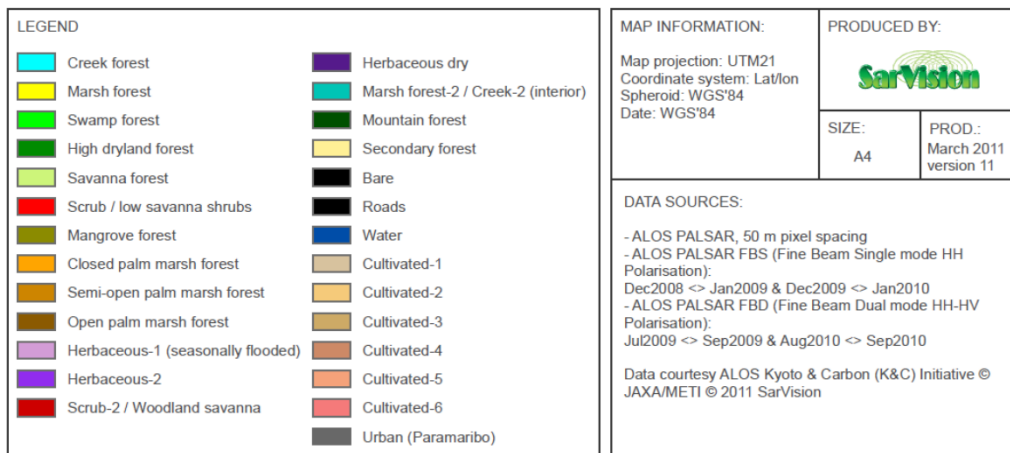 LEGEND
Creek forest
Marsh forest
Swamp forest
High dryland forest
Savanna forest
Scrub / low savanna shrubs
Mangrove forest
Closed palm marsh forest
Semi-open palm marsh forest
Open palm marsh forest
Herbaceous-1 (seasonally flooded)
Herbaceous-2
Scrub-2 / Woodland savanna
Herbaceous dry
Marsh forest-2 / Creek-2 (interior)
Mountain forest
Secondary forest
Bare
Roads
Water
Cultivated-1
Cultivated-2
Cultivated-3
Cultivated-4
Cultivated-5
Cultivated-6
Urban (Paramaribo)
MAP INFORMATION:
Map projection: UTM21
Coordinate system: Lat/lon
Spheroid: WGS'84
Date: WGS'84
PRODUCED BY:
SarVision
SIZE:
A4
PROD.:
March 2011
version 11
DATA SOURCES:
- ALOS PALSAR, 50 m pixel spacing
- ALOS PALSAR FBS (Fine Beam Single mode HH
Polarisation):
Dec2008 <> Jan2009 & Dec2009 <> Jan2010
- ALOS PALSAR FBD (Fine Beam Dual mode HH-HV
Polarisation):
Jul2009 <> Sep2009 & Aug2010 <> Sep2010
Data courtesy ALOS Kyoto & Carbon (K&C) Initiative ©
JAXA/METI © 2011 SarVision